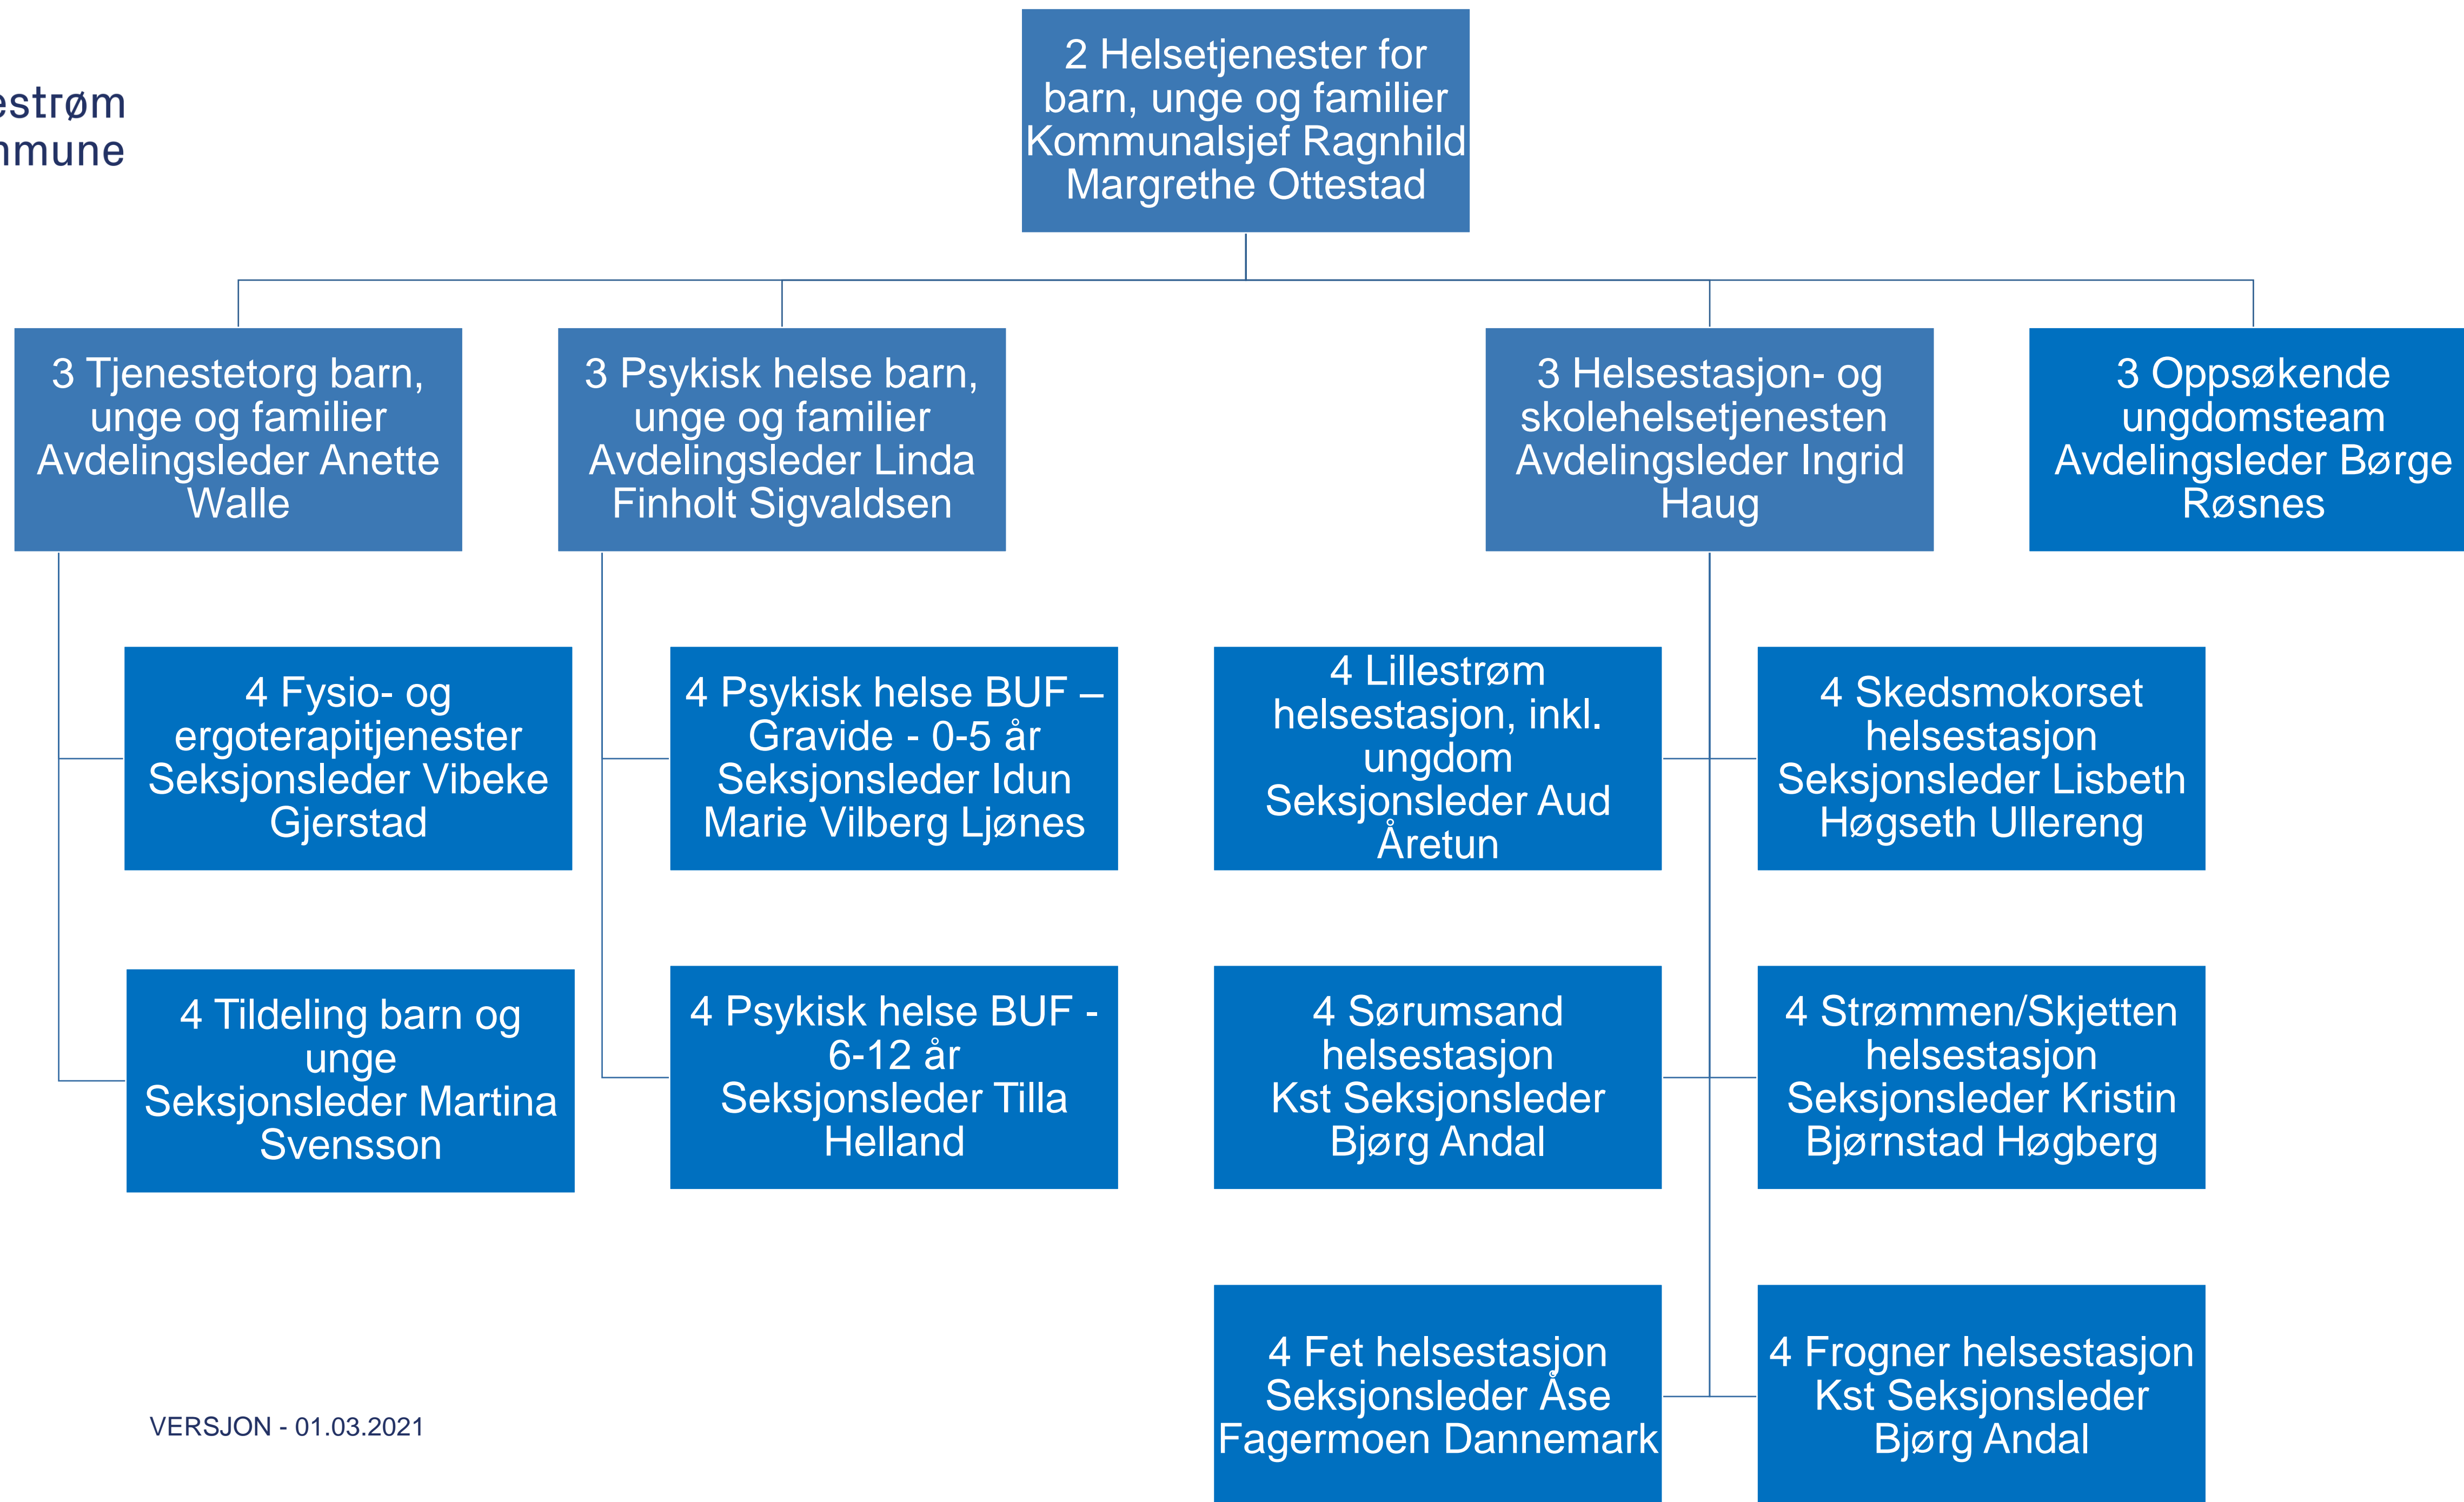 estrøm
mmune
2 Helsetjenester for
barn, unge og familier
Kommunalsjef Ragnhild
Margrethe Ottestad
3 Tjenestetorg barn,
unge og familier
Avdelingsleder Anette
Walle
3 Psykisk helse barn,
unge og familier
Avdelingsleder Linda
Finholt Sigvaldsen
3 Helsestasjon- og
skolehelsetjenesten
Avdelingsleder Ingrid
Haug
3 Oppsøkende
ungdomsteam
Avdelingsleder Børge
Røsnes
4 Fysio- og
ergoterapitjenester
Seksjonsleder Vibeke
Gjerstad
4 Psykisk helse BUF –
Gravide - 0-5 år
Seksjonsleder Idun
Marie Vilberg Ljønes
4 Lillestrøm
helsestasjon, inkl.
ungdom
Seksjonsleder Aud
Åretun
4 Skedsmokorset
helsestasjon
Seksjonsleder Lisbeth
Høgseth Ullereng
4 Tildeling barn og
unge
Seksjonsleder Martina
Svensson
4 Psykisk helse BUF -
6-12 år
Seksjonsleder Tilla
Helland
4 Sørumsand
helsestasjon
Kst Seksjonsleder
Bjørg Andal
4 Strømmen/Skjetten
helsestasjon
Seksjonsleder Kristin
Bjørnstad Høgberg
4 Fet helsestasjon
Seksjonsleder Åse
Fagermoen Dannemark
4 Frogner helsestasjon
Kst Seksjonsleder
Bjørg Andal
VERSJON - 01.03.2021